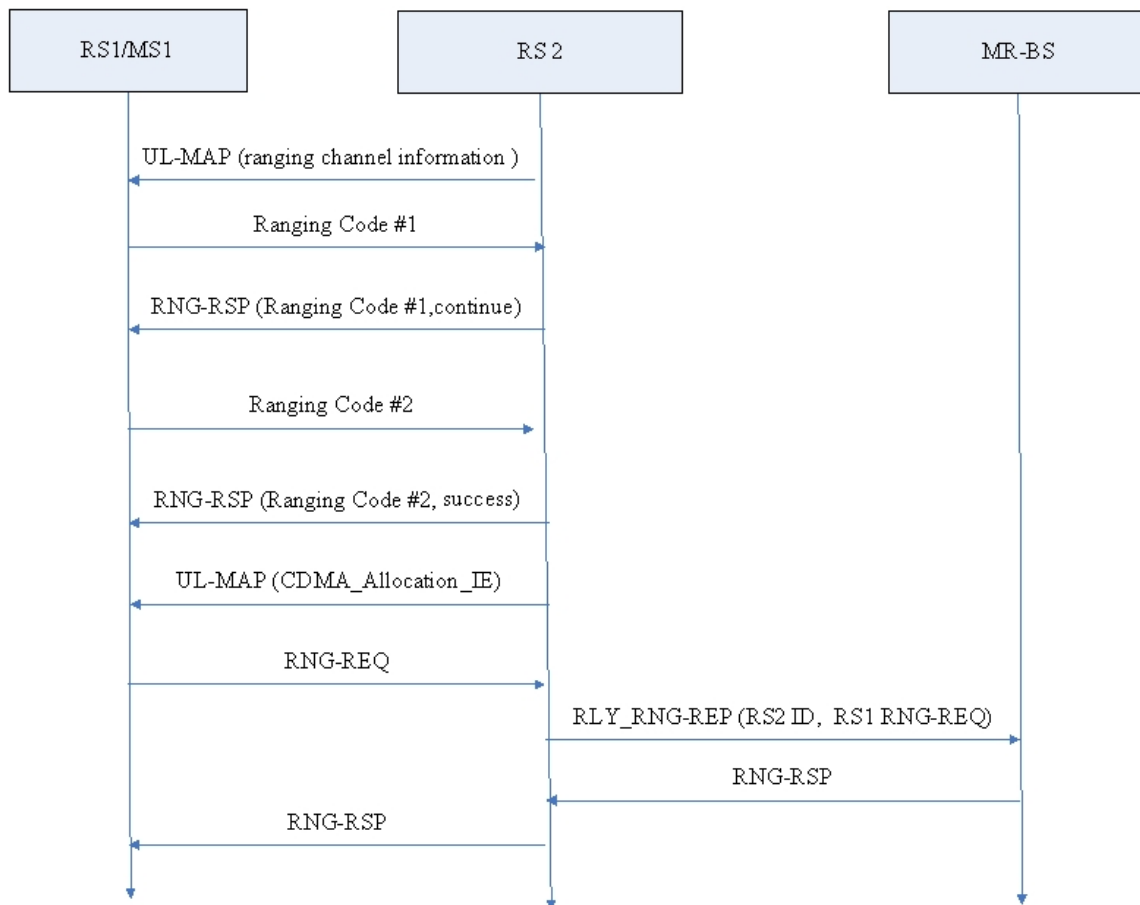 RS1/MS1
RS 2
MR-BS
UL-MAP (ranging channel information )
Ranging Code #1
RNG-RSP (Ranging Code #1,continue)
Ranging Code #2
RNG-RSP (Ranging Code #2, success)
UL-MAP (CDMA_Allocation_IE)
RNG-REQ
RLY_RNG-REP (RS2 ID, RS1 RNG-REQ)
RNG-RSP
RNG-RSP